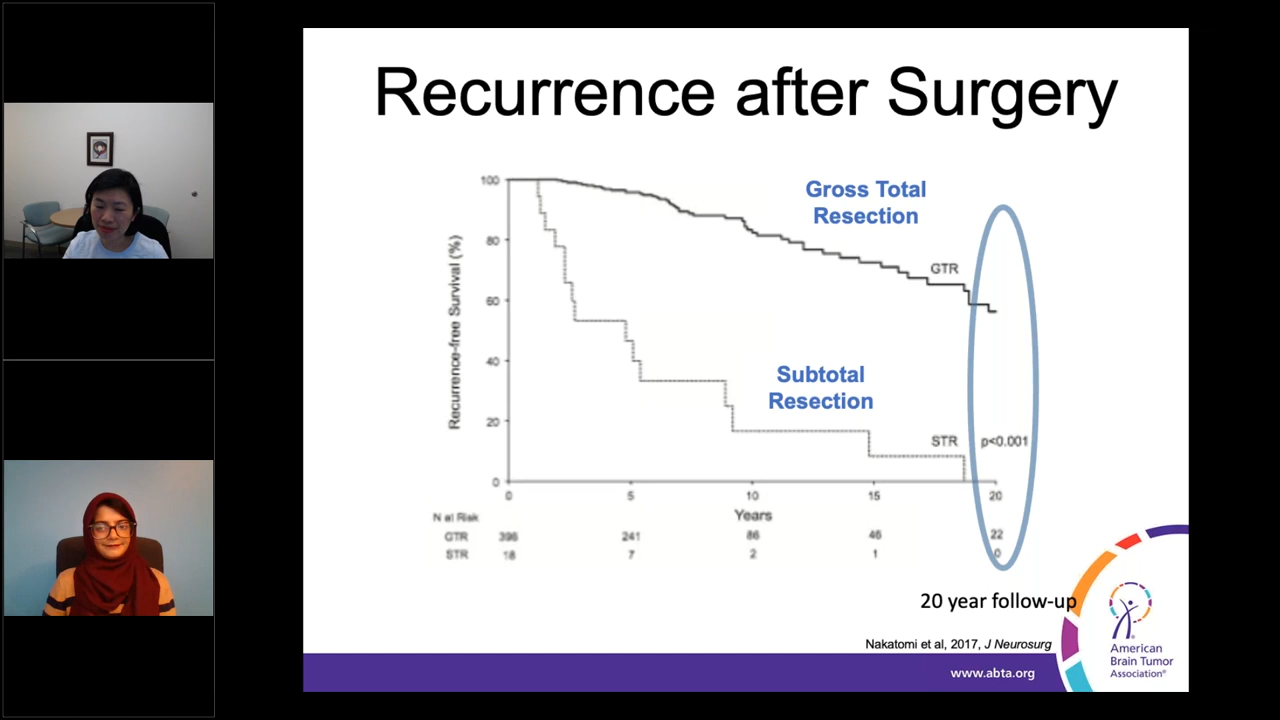 Recurrence after Surgery
Gross Total
Resection
Subtotal
Resection
Recurrence-free Survival (%)
100
80
60
40
20
0
GTR
STR
p<0.001
0 5 10 15 20
Years
N at Risk
GTR 396 241 86 46 22
STR 18 7 2 1 0
20 year follow-up
Nakatomi et al, 2017, J Neurosurg
www.abta.org
American
Brain Tumor
Association®